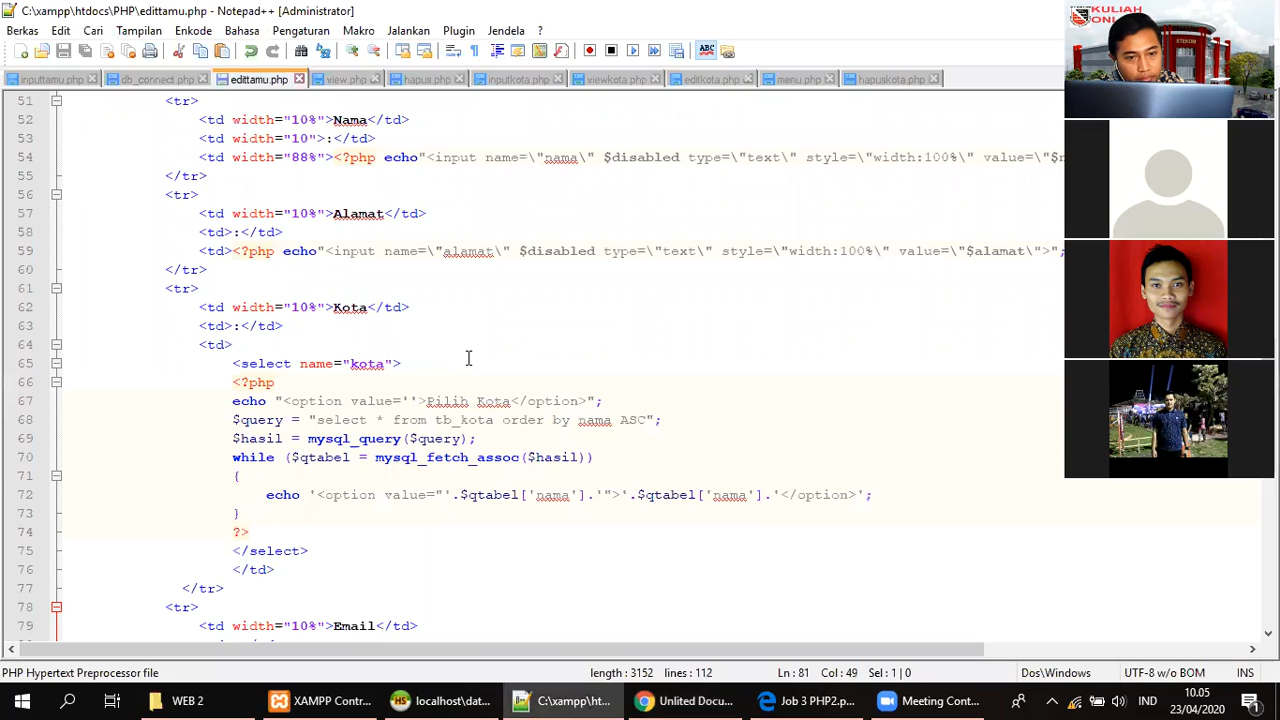 C:\xampp\htdocs\PHP\edittamu.php - Notepad++ [Administrator]
Berkas Edit Cari Tampilan Enkode Bahasa Pengaturan Makro Jalankan Plugin Jendela ?
inputtamu.php db_connect.php edittamu.php view.php hapus.php inputkota.php viewkota.php editkota.php menu.php hapuskota.php
51 <tr>
52 <td width="10%">Nama</td>
53 <td width="10">:</td>
54 <td width="88%"><?php echo"<input name=\"nama\" $disabled type=\"text\" style=\"width:100%\" value=\"$n
55 </tr>
56 <tr>
57 <td width="10%">Alamat</td>
58 <td>:</td>
59 <td><?php echo"<input name=\"alamat\" $disabled type=\"text\" style=\"width:100%\" value=\"$alamat\">";
60 </tr>
61 <tr>
62 <td width="10%">Kota</td>
63 <td>:</td>
64 <td>
65 <select name="kota">
66 <?php
67 echo "<option value=''>Pilih Kota</option>";
68 $query = "select * from tb_kota order by nama ASC";
69 $hasil = mysql_query($query);
70 while ($qtabel = mysql_fetch_assoc($hasil))
71 {
72 echo '<option value="'.$qtabel['nama'].'">'.$qtabel['nama'].'</option>';
73 }
74 ?>
75 </select>
76 </td>
77 </tr>
78 <tr>
79 <td width="10%">Email</td>
PHP Hypertext Preprocessor file length : 3152 lines : 112 Ln : 81 Col : 49 Sel : 1 | 0 Dos\Windows UTF-8 w/o BOM INS
WEB 2 XAMPP Contr... localhost/dat... C:\xampp\ht... Unlited Docu... Job 3 PHP2.p... Meeting Con... IND 10.05
23/04/2020
KULIAH
STEKOM